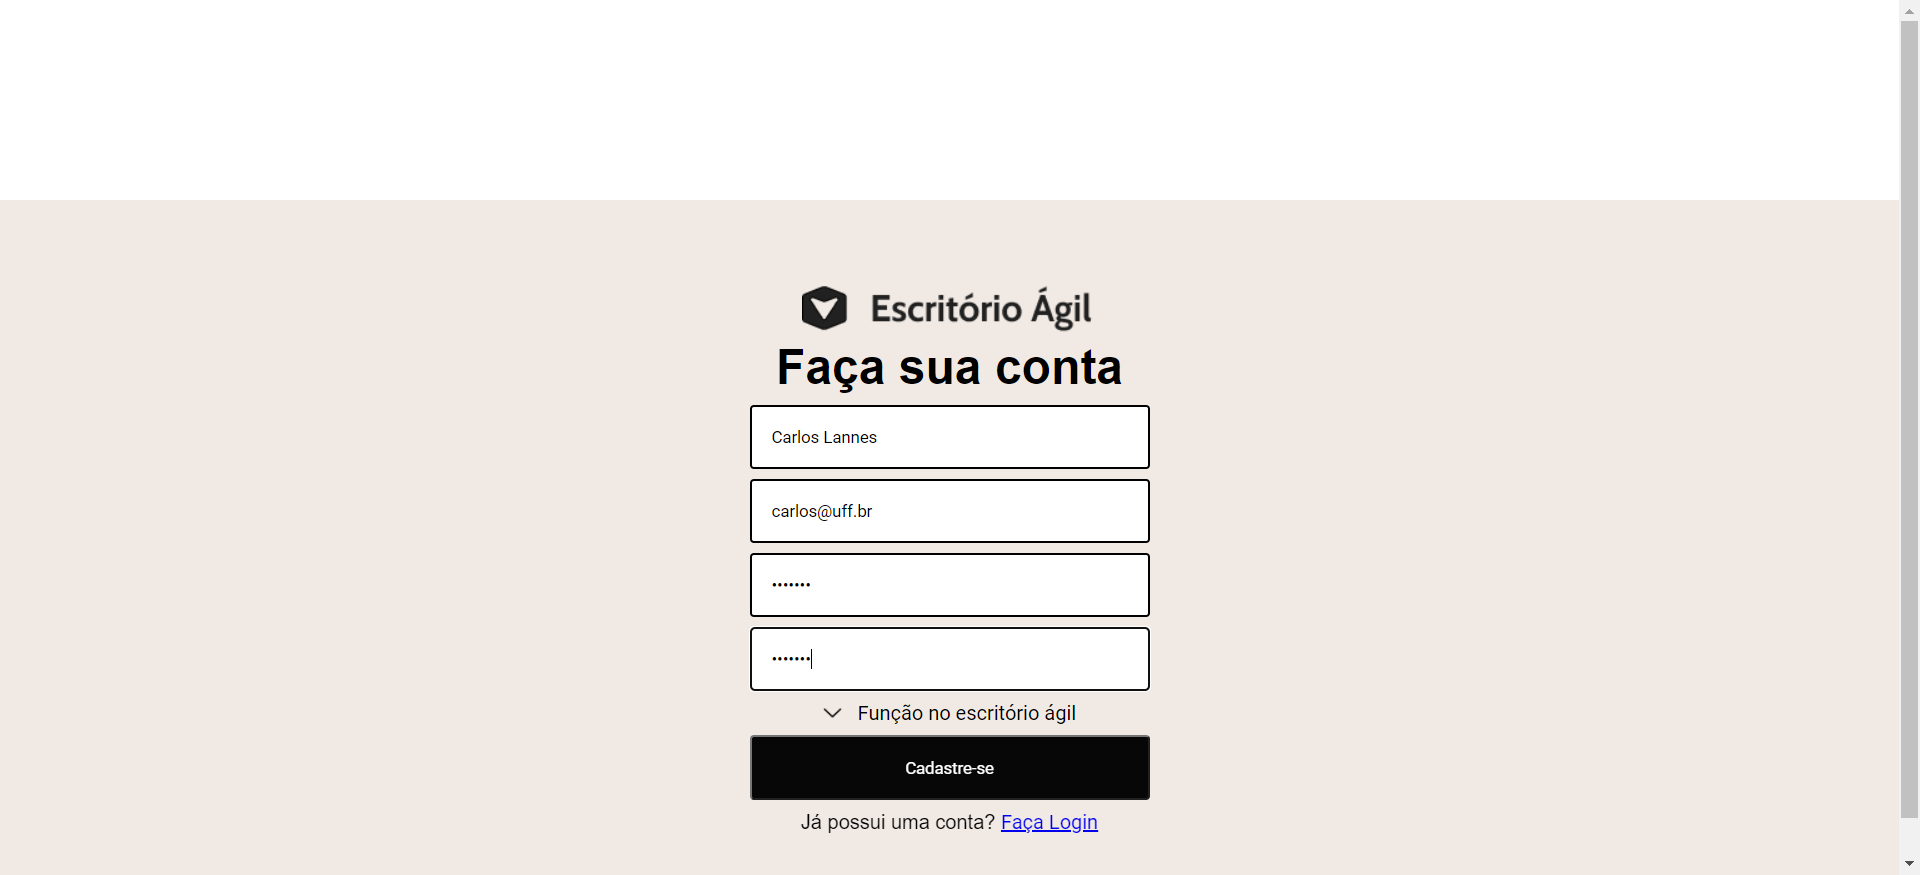 Escritório Ágil
Faça sua conta
Carlos Lannes
carlos@uff.br
•••••••
•••••••
Função no escritório ágil
Cadastre-se
Já possui uma conta? Faça Login